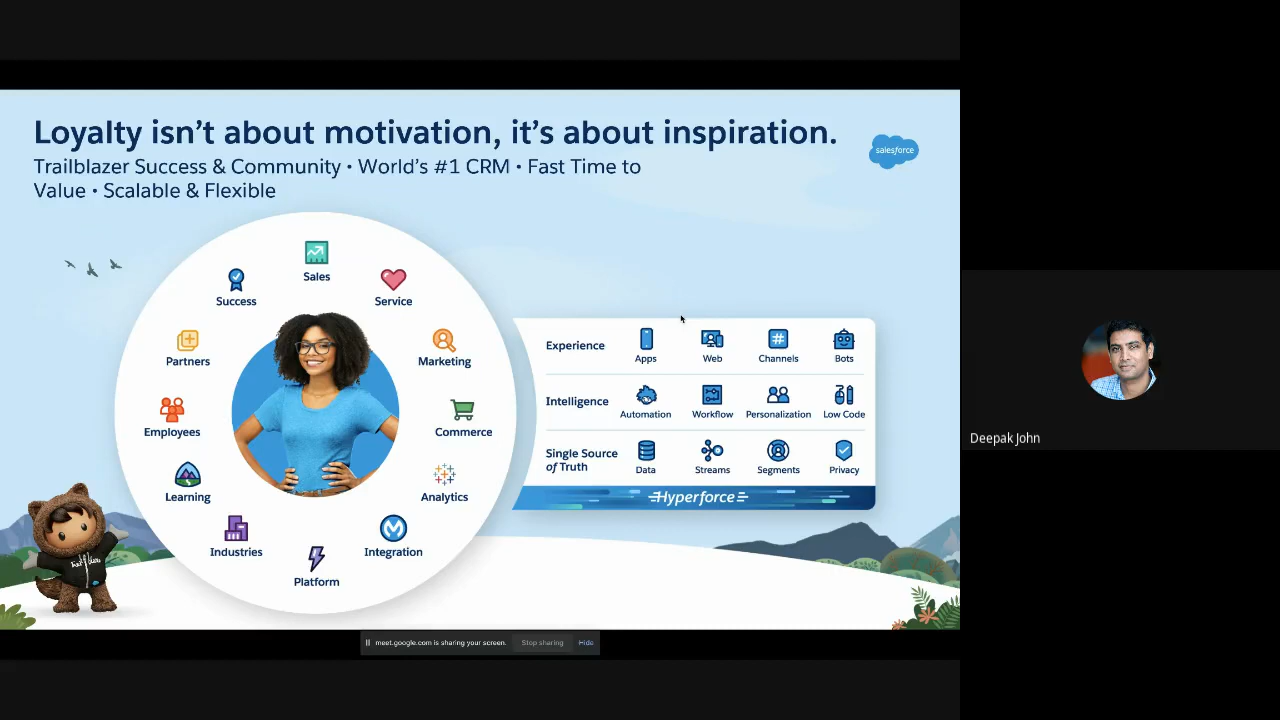 Loyalty isn't about motivation, it's about inspiration.
Trailblazer Success & Community • World's #1 CRM • Fast Time to
Value • Scalable & Flexible
salesforce
Sales
Success
Service
Partners
Marketing
Employees
Commerce
Learning
Analytics
Industries
Integration
Platform
Experience
Apps
Web
Channels
Bots
Intelligence
Automation
Workflow
Personalization
Low Code
Single Source
of Truth
Data
Streams
Segments
Privacy
Hyperforce
meet.google.com is sharing your screen.
Stop sharing
Hide
Deepak John